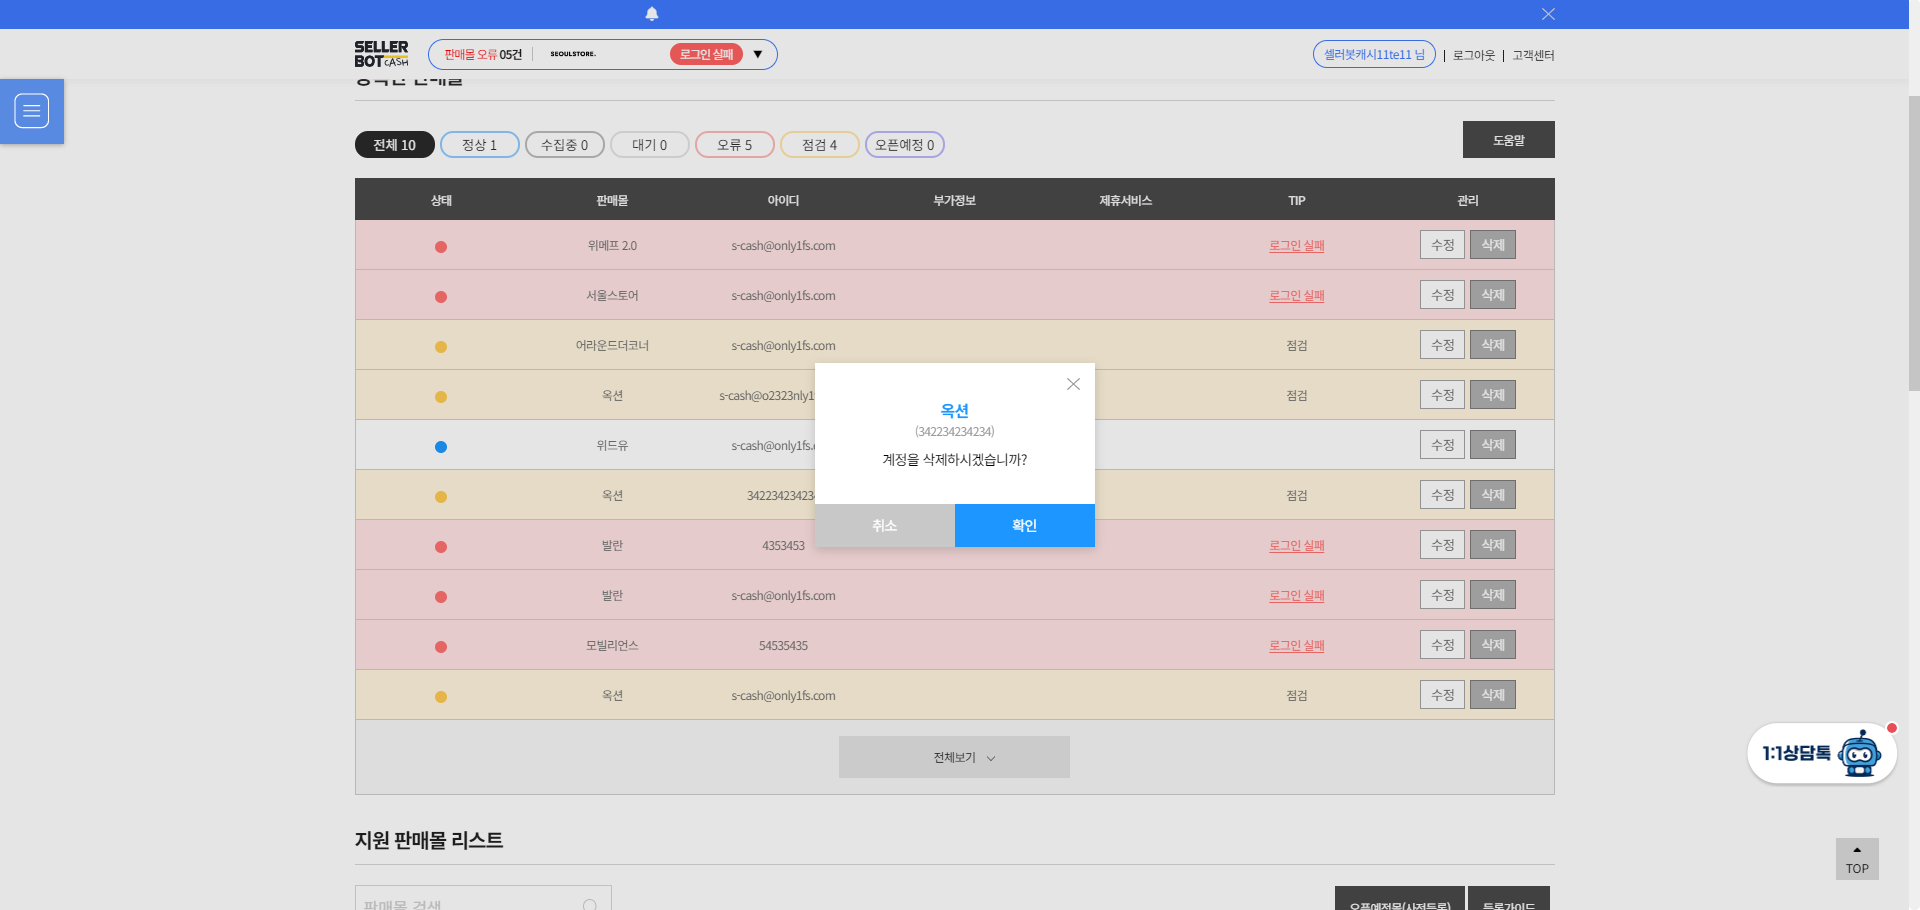 SELLER
BOT CASH
판매몰 오류 05건
SEOULSTORE.
로그인 실패 ▼
셀러봇캐시11te11 님
로그아웃
고객센터
전체 10
정상 1
수집중 0
대기 0
오류 5
점검 4
오픈예정 0
도움말
상태 판매몰 아이디 부가정보 제휴서비스 TIP 관리
위메프 2.0 s-cash@only1fs.com 로그인 실패 수정 삭제
서울스토어 s-cash@only1fs.com 로그인 실패 수정 삭제
어라운드더코너 s-cash@only1fs.com 점검 수정 삭제
옥션 s-cash@o2323nly1 점검 수정 삭제
위드유 s-cash@only1fs. 수정 삭제
옥션 34223423423 점검 수정 삭제
발란 4353453 로그인 실패 수정 삭제
발란 s-cash@only1fs.com 로그인 실패 수정 삭제
모빌리언스 54535435 로그인 실패 수정 삭제
옥션 s-cash@only1fs.com 점검 수정 삭제
옥션
(342234234234)
계정을 삭제하시겠습니까?
취소 확인
전체보기
1:1상담톡
지원 판매몰 리스트
TOP
판매몰 검색
오픈예정몰(사전등록)
등록가이드